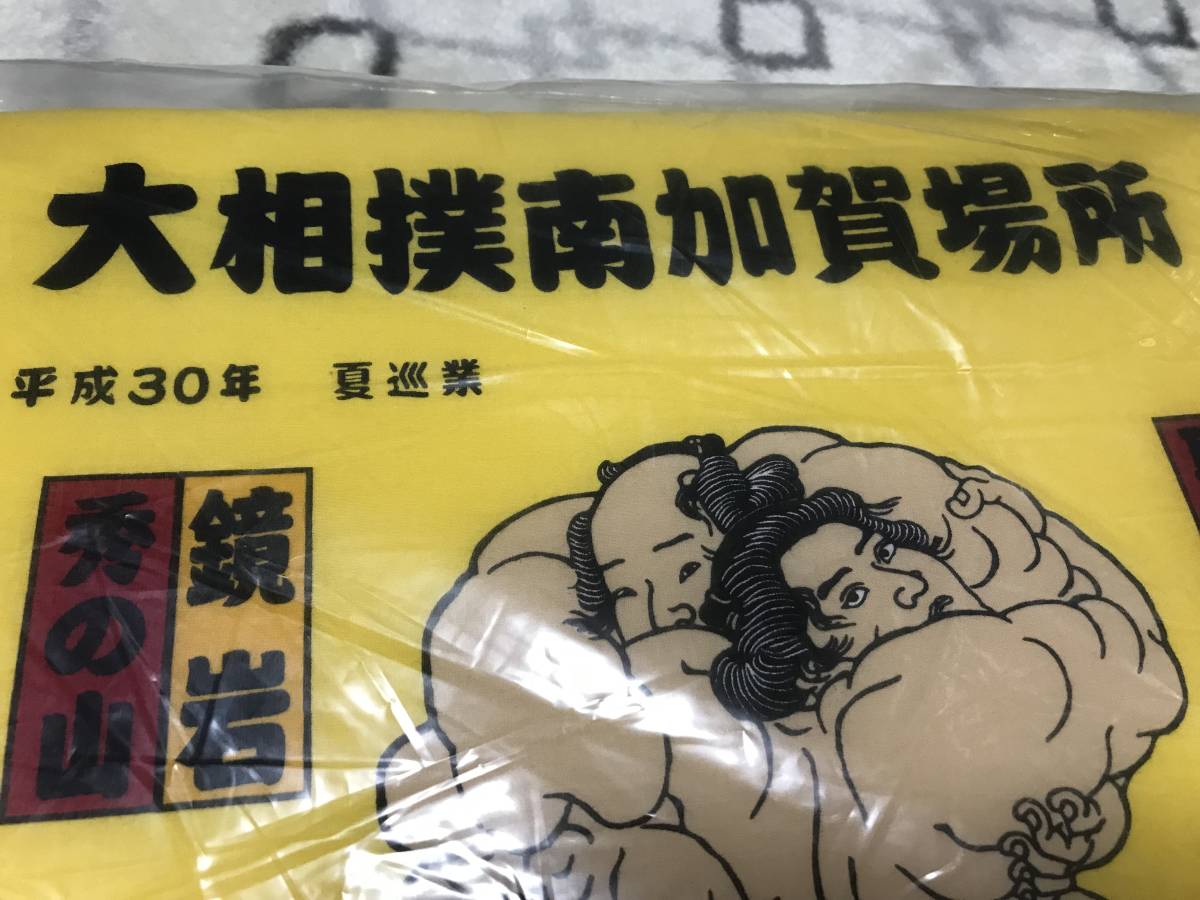 大相撲南加賀場所
平成30年 夏巡業
鏡岩
秀の山